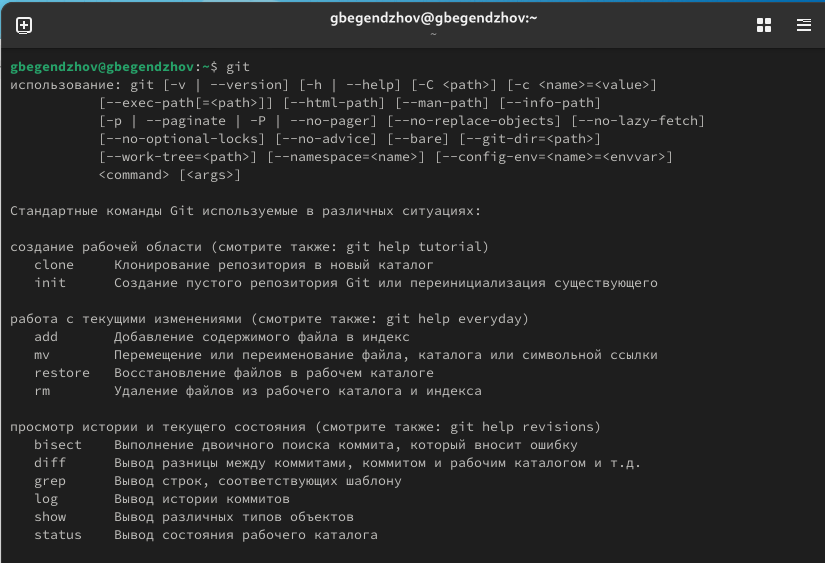 gbegendzhov@gbegendzhov:~
~
gbegendzhov@gbegendzhov:~$ git
использование: git [-v | --version] [-h | --help] [-C <path>] [-c <name>=<value>]
[--exec-path[=<path>]] [--html-path] [--man-path] [--info-path]
[-p | --paginate | -P | --no-pager] [--no-replace-objects] [--no-lazy-fetch]
[--no-optional-locks] [--no-advice] [--bare] [--git-dir=<path>]
[--work-tree=<path>] [--namespace=<name>] [--config-env=<name>=<envvar>]
<command> [<args>]
Стандартные команды Git используемые в различных ситуациях:
создание рабочей области (смотрите также: git help tutorial)
clone Клонирование репозитория в новый каталог
init Создание пустого репозитория Git или переинициализация существующего
работа с текущими изменениями (смотрите также: git help everyday)
add Добавление содержимого файла в индекс
mv Перемещение или переименование файла, каталога или символьной ссылки
restore Восстановление файлов в рабочем каталоге
rm Удаление файлов из рабочего каталога и индекса
просмотр истории и текущего состояния (смотрите также: git help revisions)
bisect Выполнение двоичного поиска коммита, который вносит ошибку
diff Вывод разницы между коммитами, коммитом и рабочим каталогом и т.д.
grep Вывод строк, соответствующих шаблону
log Вывод истории коммитов
show Вывод различных типов объектов
status Вывод состояния рабочего каталога